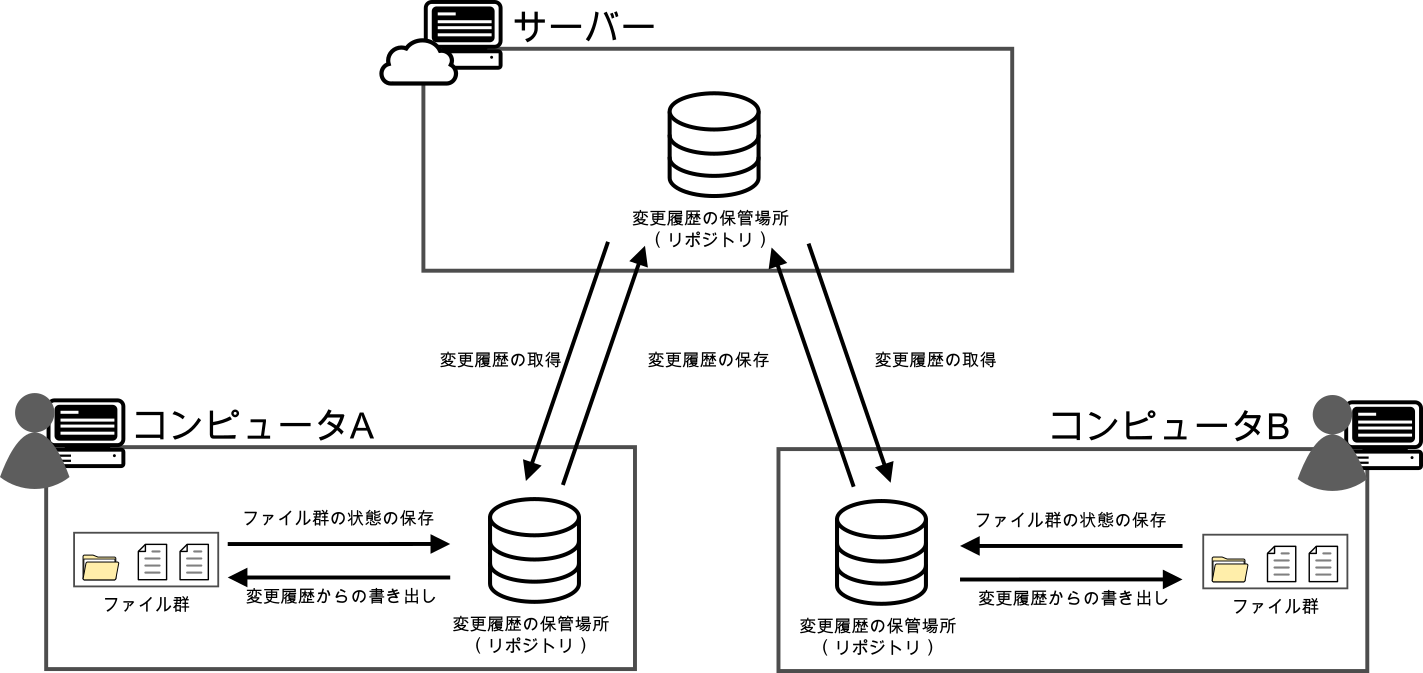 サーバー
変更履歴の保管場所
(リポジトリ)
変更履歴の取得
変更履歴の保存
変更履歴の取得
コンピュータA
コンピュータB
ファイル群の状態の保存
変更履歴からの書き出し
ファイル群
変更履歴の保管場所
(リポジトリ)
ファイル群の状態の保存
変更履歴からの書き出し
ファイル群
変更履歴の保管場所
(リポジトリ)